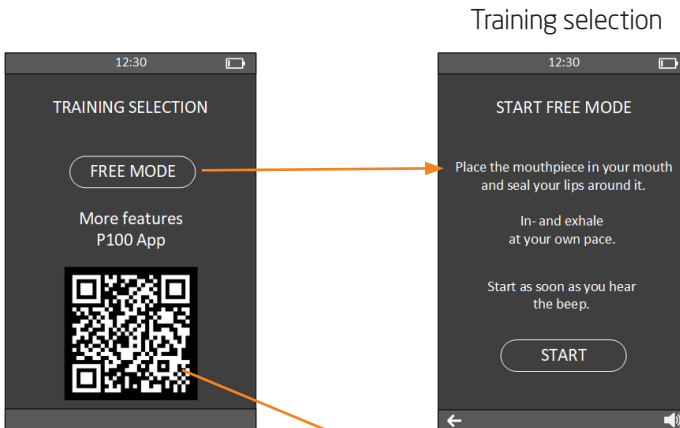 Training selection
12:30
TRAINING SELECTION
FREE MODE
More features
P100 App
12:30
START FREE MODE
Place the mouthpiece in your mouth
and seal your lips around it.
In- and exhale
at your own pace.
Start as soon as you hear
the beep.
START